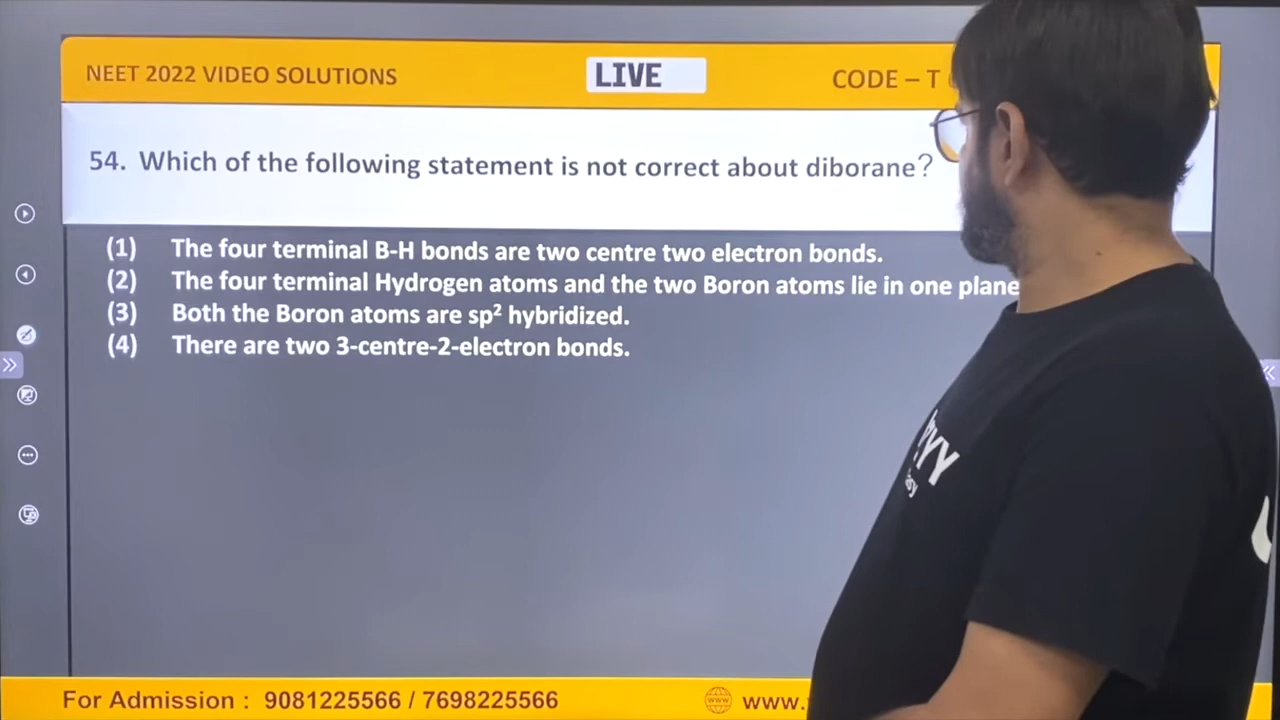 NEET 2022 VIDEO SOLUTIONS LIVE CODE – T
54. Which of the following statement is not correct about diborane?
(1) The four terminal B-H bonds are two centre two electron bonds.
(2) The four terminal Hydrogen atoms and the two Boron atoms lie in one plane
(3) Both the Boron atoms are sp² hybridized.
(4) There are two 3-centre-2-electron bonds.
For Admission : 9081225566 / 7698225566 www.